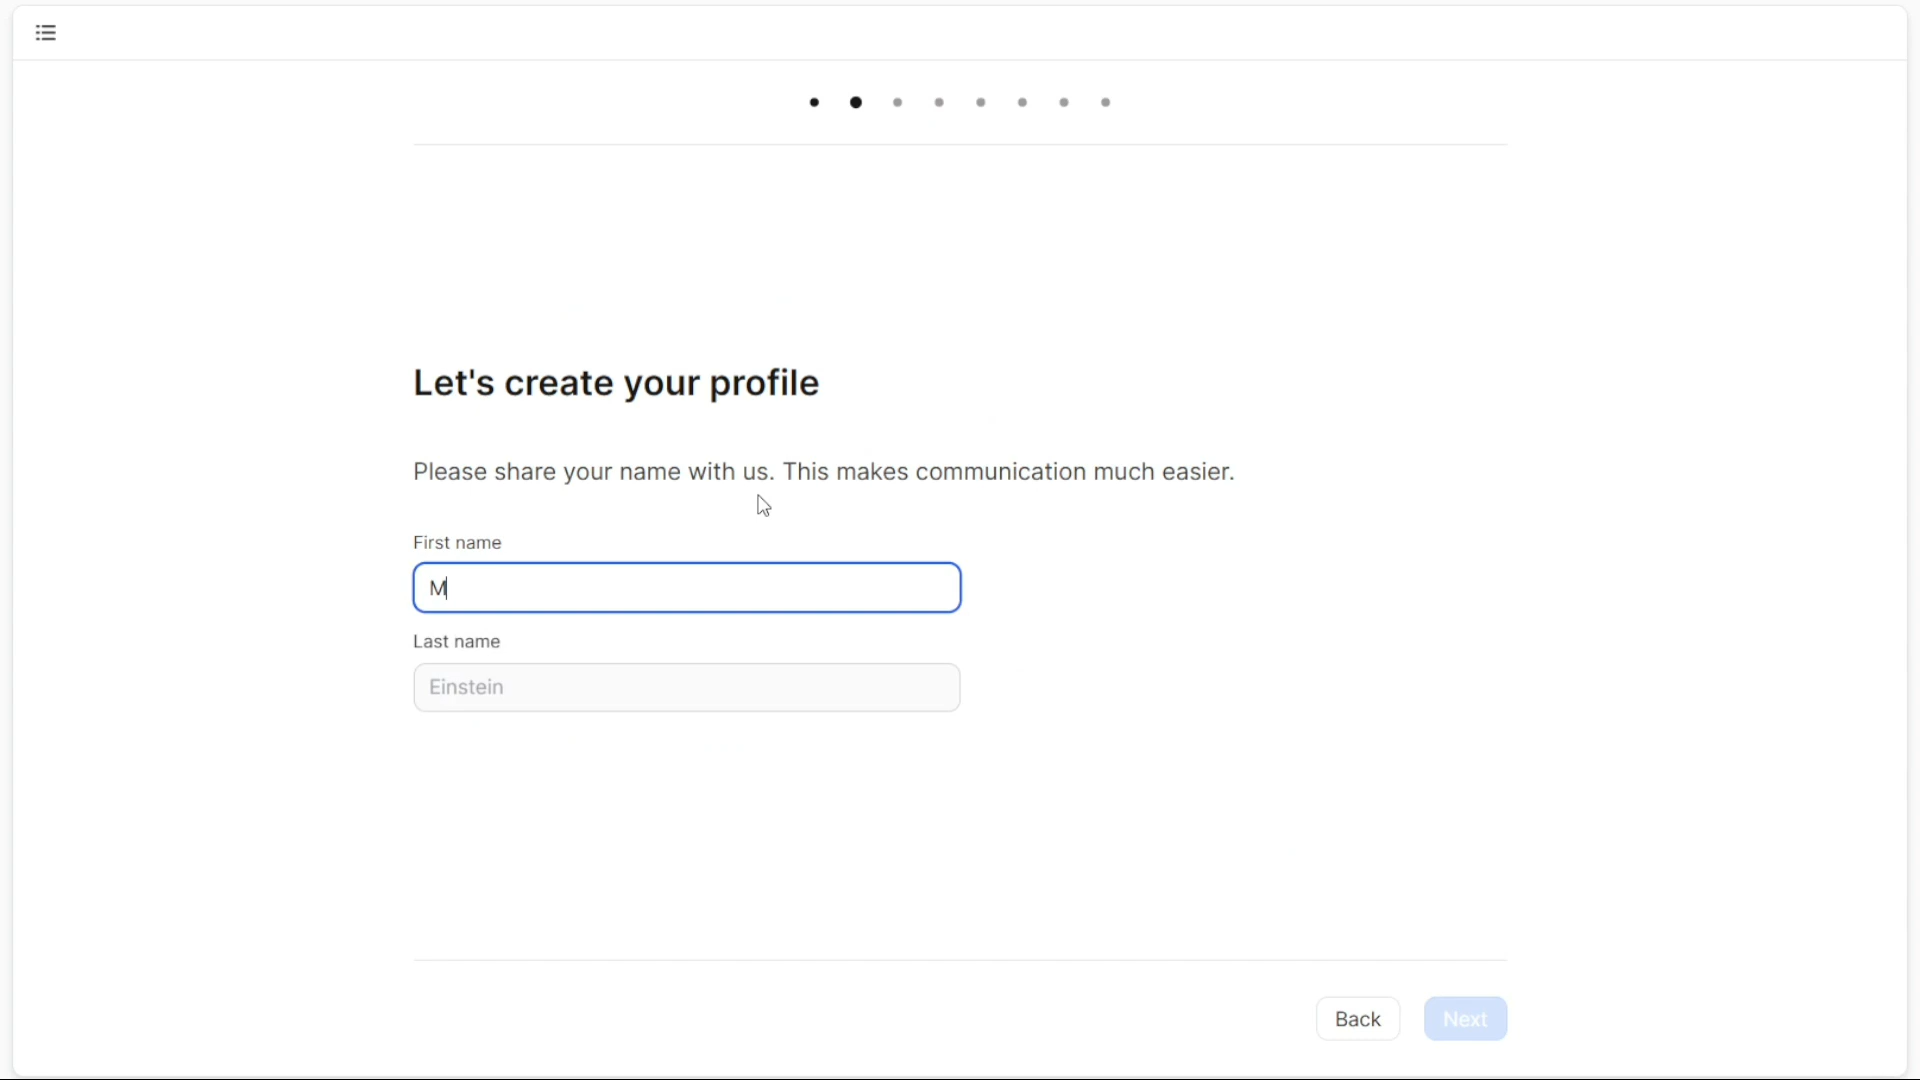 Let's create your profile
Please share your name with us. This makes communication much easier.
First name
M
Last name
Einstein
Back
Next